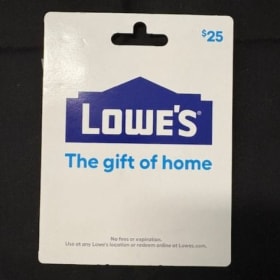 $25
LOWE'S®
The gift of home
No fees or expiration.
Use at any Lowe's location or redeem online at Lowes.com.